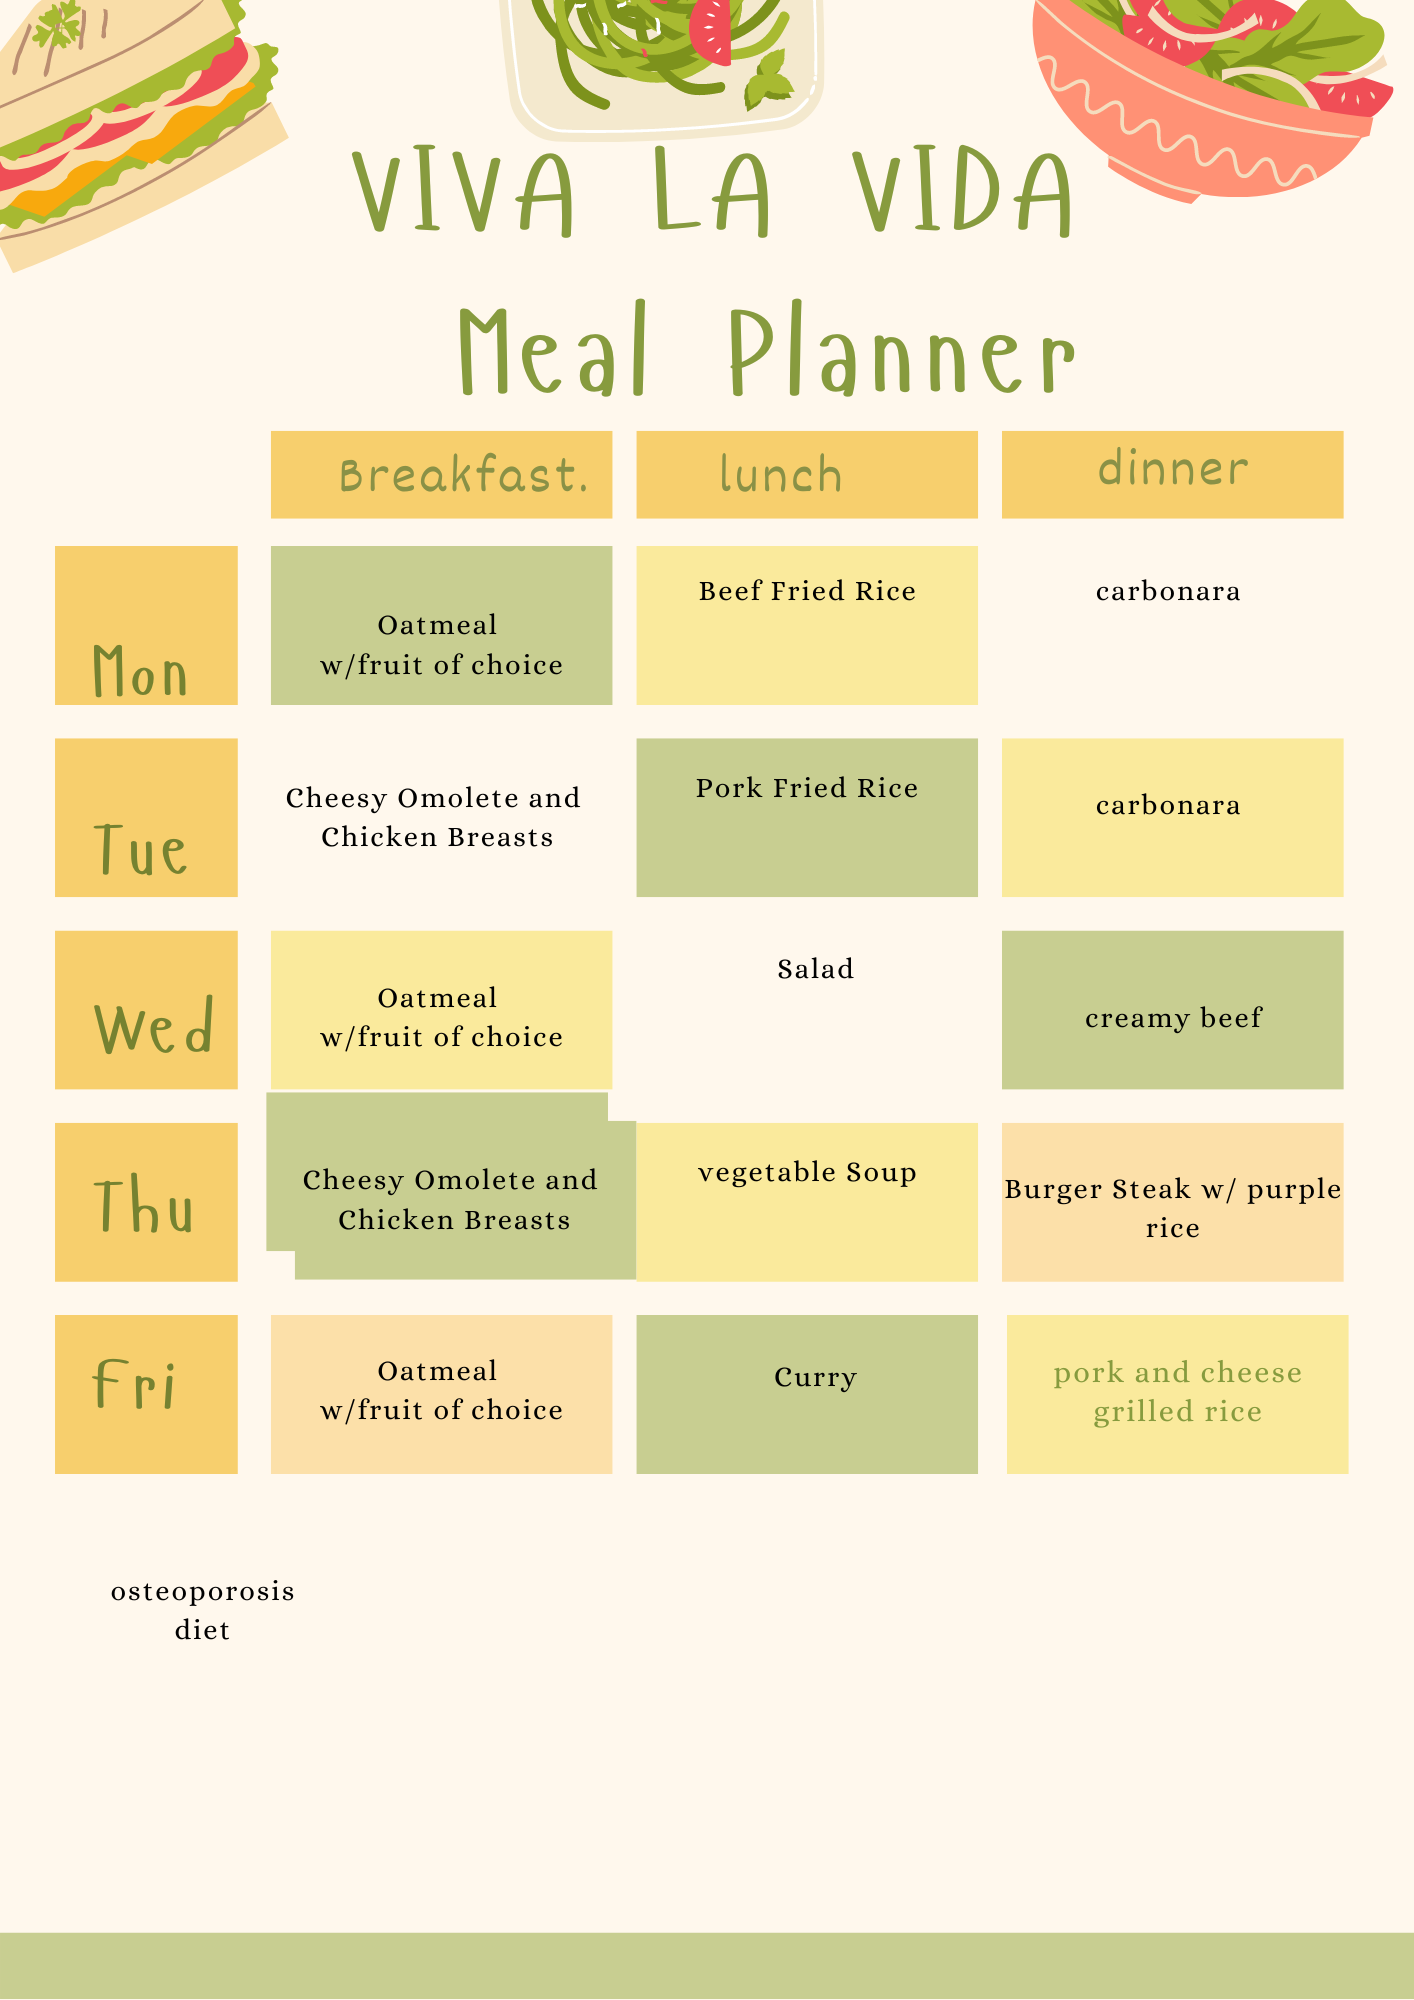 VIVA LA VIDA
Meal Planner
Breakfast.
lunch
dinner
Mon
Oatmeal
w/fruit of choice
Beef Fried Rice
carbonara
Tue
Cheesy Omolete and
Chicken Breasts
Pork Fried Rice
carbonara
Wed
Oatmeal
w/fruit of choice
Salad
creamy beef
Thu
Cheesy Omolete and
Chicken Breasts
vegetable Soup
Burger Steak w/ purple
rice
Fri
Oatmeal
w/fruit of choice
Curry
pork and cheese
grilled rice
osteoporosis
diet